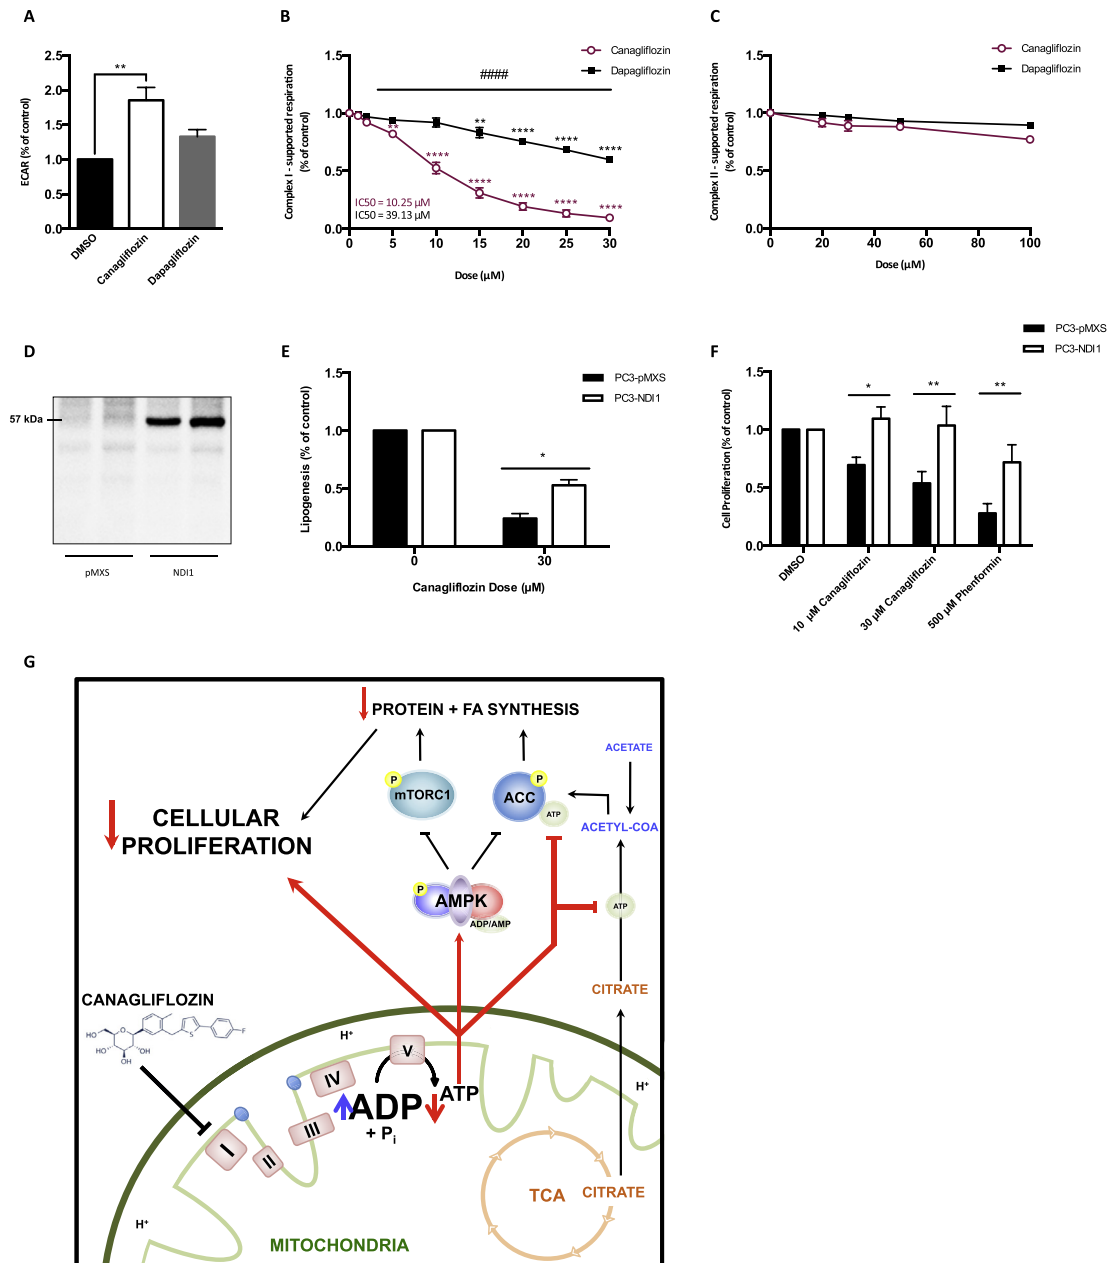 A
ECAR (% of control)
2.5
2.0
1.5
1.0
0.5
0.0
**
DMSO
Canagliflozin
Dapagliflozin
B
Complex I - supported respiration
(% of control)
1.5
1.0
0.5
0.0
Canagliflozin
Dapagliflozin
####
**
**
****
****
****
****
****
****
****
****
IC50 = 10.25 µM
IC50 = 39.13 µM
0 5 10 15 20 25 30
Dose (µM)
C
Complex II - supported respiration
(% of control)
1.5
1.0
0.5
0.0
Canagliflozin
Dapagliflozin
0 20 40 60 80 100
Dose (µM)
D
57 kDa
pMXS NDI1
E
Lipogenesis (% of control)
1.5
1.0
0.5
0.0
PC3-pMXS
PC3-NDI1
*
0 30
Canagliflozin Dose (µM)
F
PC3-pMXS
PC3-NDI1
Cell Proliferation (% of control)
1.5
1.0
0.5
0.0
* ** **
DMSO
10 µM Canagliflozin
30 µM Canagliflozin
500 µM Phenformin
G
PROTEIN + FA SYNTHESIS
ACETATE
P
mTORC1
P
ACC
ATP
ACETYL-COA
CELLULAR
PROLIFERATION
P
AMPK
ADP/AMP
ATP
CITRATE
CANAGLIFLOZIN
HO
O
HO
OH
OH
S
F
H+
V
IV
ADP
ATP
+ Pi
III
II
I
H+
TCA
CITRATE
H+
MITOCHONDRIA